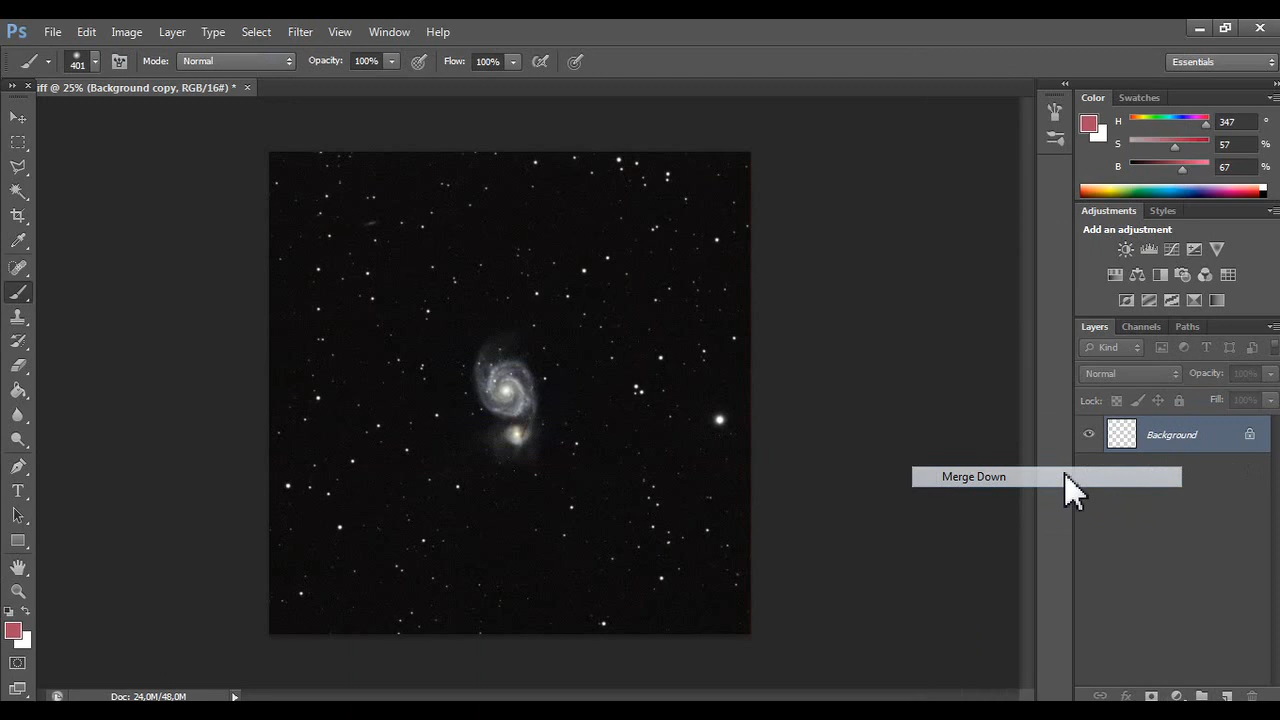 Ps File Edit Image Layer Type Select Filter View Window Help
401 Mode: Normal Opacity: 100% Flow: 100% Essentials
iff @ 25% (Background copy, RGB/16#) * ×
Color Swatches
H 347 °
S 57 %
B 67 %
Adjustments Styles
Add an adjustment
Layers Channels Paths
Kind
Normal Opacity: 100%
Lock: Fill: 100%
Background
Merge Down
Doc: 24,0M/48,0M